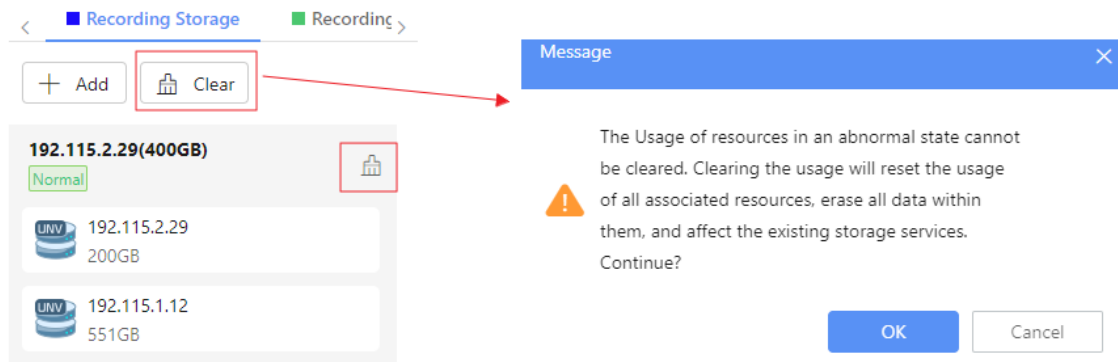 Recording Storage
Recording
Add
Clear
192.115.2.29(400GB)
Normal
UNV
192.115.2.29
200GB
UNV
192.115.1.12
551GB
Message
The Usage of resources in an abnormal state cannot
be cleared. Clearing the usage will reset the usage
of all associated resources, erase all data within
them, and affect the existing storage services.
Continue?
OK
Cancel